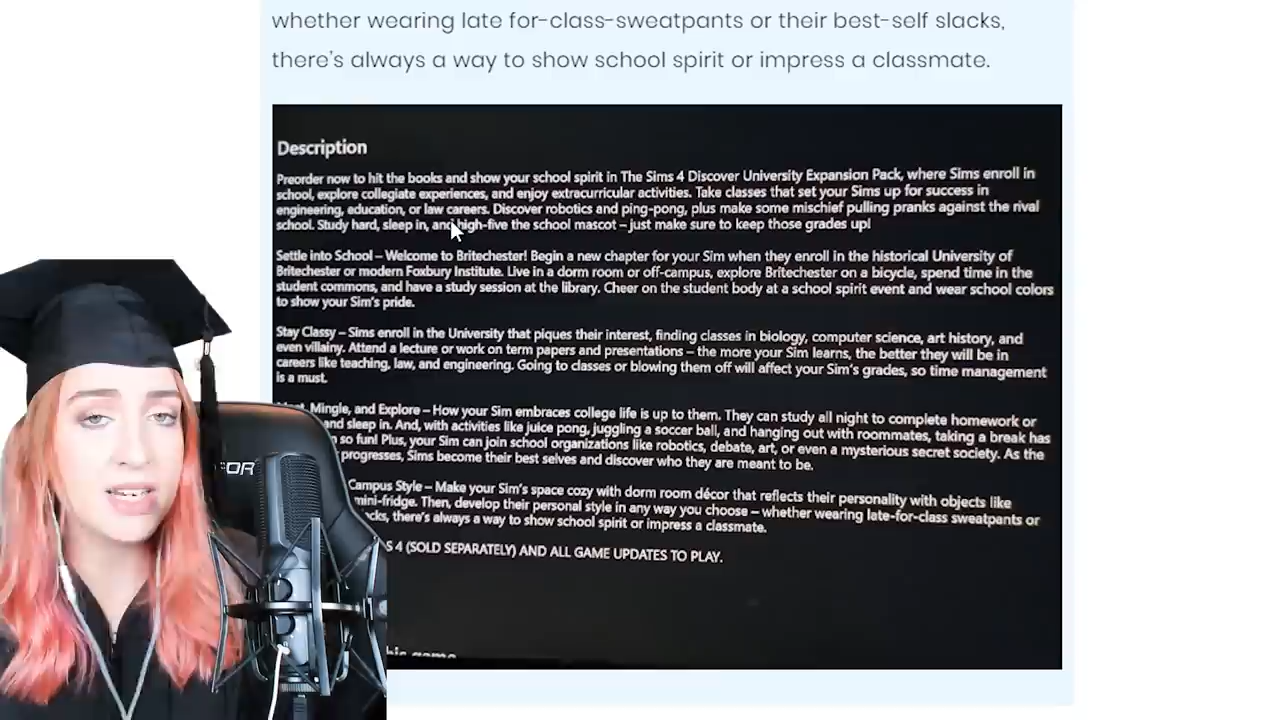 whether wearing late for-class-sweatpants or their best-self slacks,
there's always a way to show school spirit or impress a classmate.
Description
Preorder now to hit the books and show your school spirit in The Sims 4 Discover University Expansion Pack, where Sims enroll in
school, explore collegiate experiences, and enjoy extracurricular activities. Take classes that set your Sims up for success in
engineering, education, or law careers. Discover robotics and ping-pong, plus make some mischief pulling pranks against the rival
school. Study hard, sleep in, and high-five the school mascot – just make sure to keep those grades up!
Settle into School – Welcome to Britechester! Begin a new chapter for your Sim when they enroll in the historical University of
Britechester or modern Foxbury Institute. Live in a dorm room or off-campus, explore Britechester on a bicycle, spend time in the
student commons, and have a study session at the library. Cheer on the student body at a school spirit event and wear school colors
to show your Sim's pride.
Stay Classy – Sims enroll in the University that piques their interest, finding classes in biology, computer science, art history, and
even villainy. Attend a lecture or work on term papers and presentations – the more your Sim learns, the better they will be in
careers like teaching, law, and engineering. Going to classes or blowing them off will affect your Sim's grades, so time management
is a must.
Mingle, and Explore – How your Sim embraces college life is up to them. They can study all night to complete homework or
and sleep in. And, with activities like juice pong, juggling a soccer ball, and hanging out with roommates, taking a break has
so fun! Plus, your Sim can join school organizations like robotics, debate, art, or even a mysterious secret society. As the
progresses, Sims become their best selves and discover who they are meant to be.
Campus Style – Make your Sim's space cozy with dorm room décor that reflects their personality with objects like
mini-fridge. Then, develop their personal style in any way you choose – whether wearing late-for-class sweatpants or
there's always a way to show school spirit or impress a classmate.
4 (SOLD SEPARATELY) AND ALL GAME UPDATES TO PLAY.
game